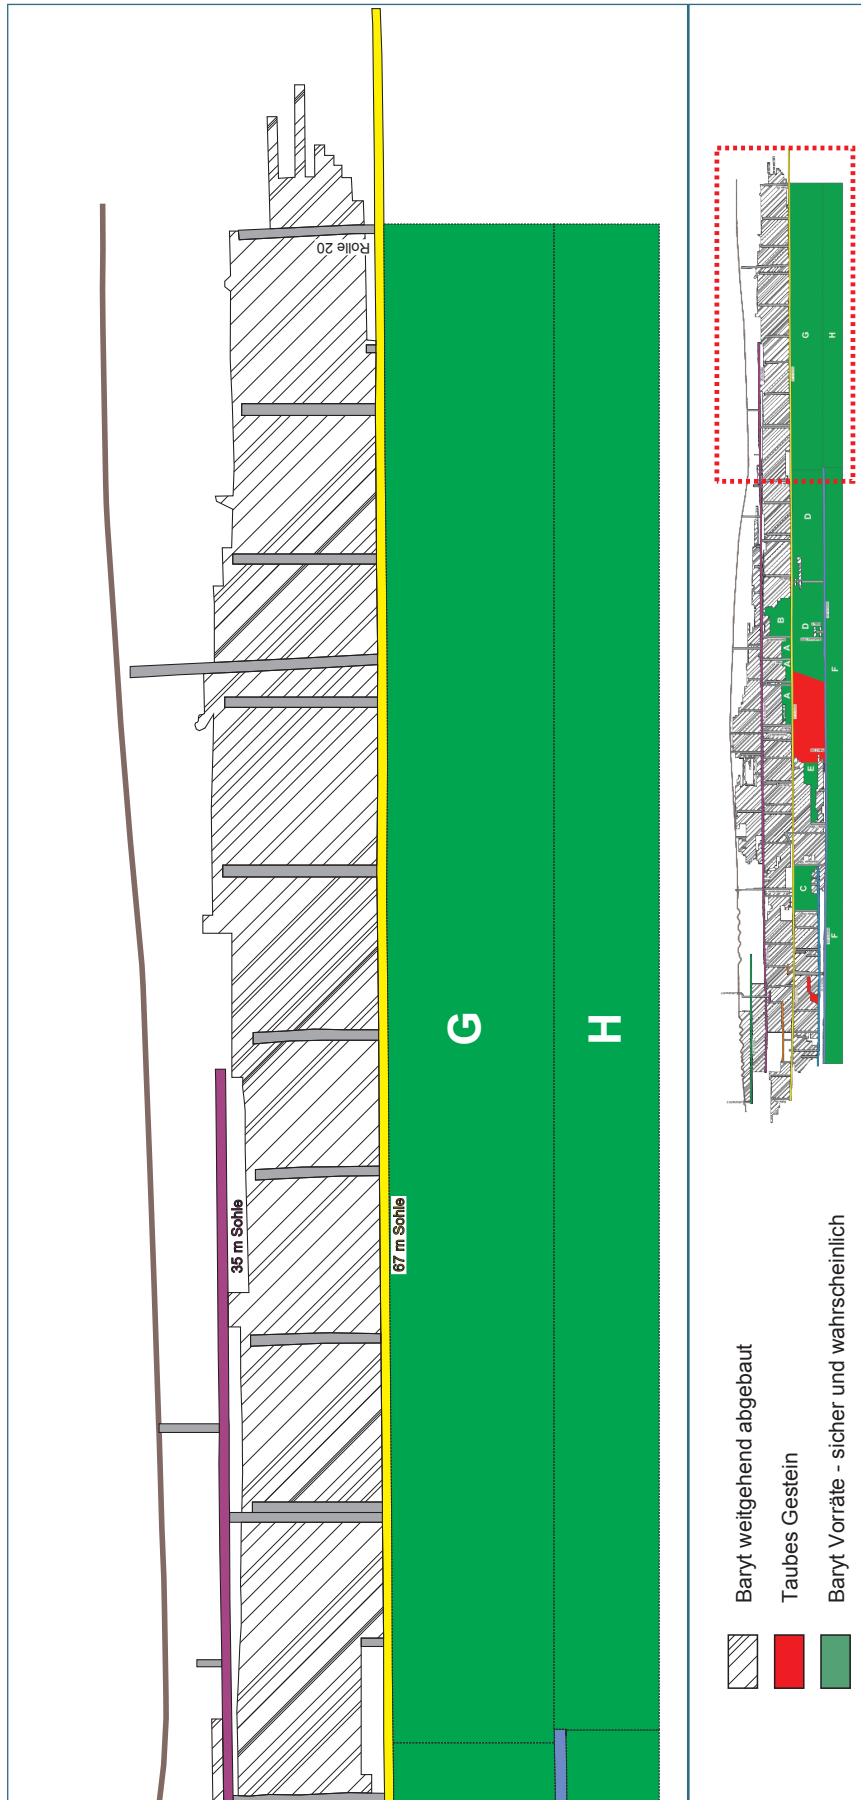 Rolle 20
35 m Sohle
67 m Sohle
G
H
G
H
D
B
D
A
A
A
F
E
C
F
Baryt weitgehend abgebaut
Taubes Gestein
Baryt Vorräte - sicher und wahrscheinlich